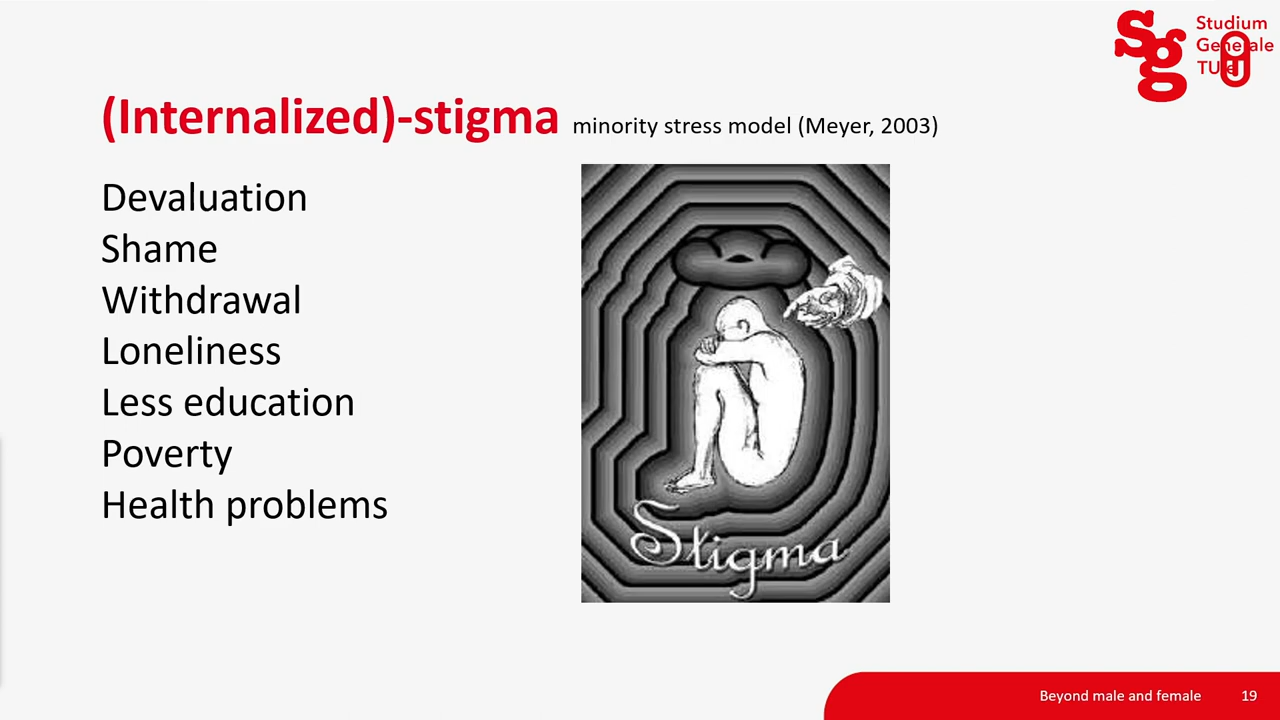 Studium
Generale
TU/e
(Internalized)-stigma minority stress model (Meyer, 2003)
Devaluation
Shame
Withdrawal
Loneliness
Less education
Poverty
Health problems
Stigma
Beyond male and female 19